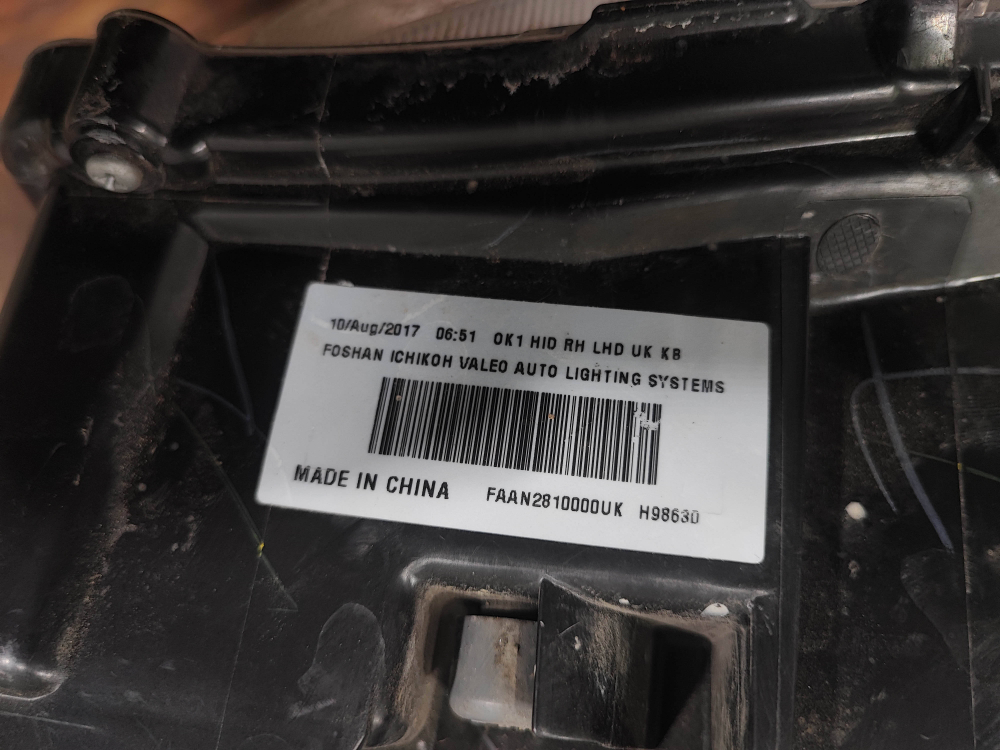 10/Aug/2017 06:51 OK1 HID RH LHD UK KB
FOSHAN ICHIKOH VALEO AUTO LIGHTING SYSTEMS
MADE IN CHINA FAAN2810000UK H98630